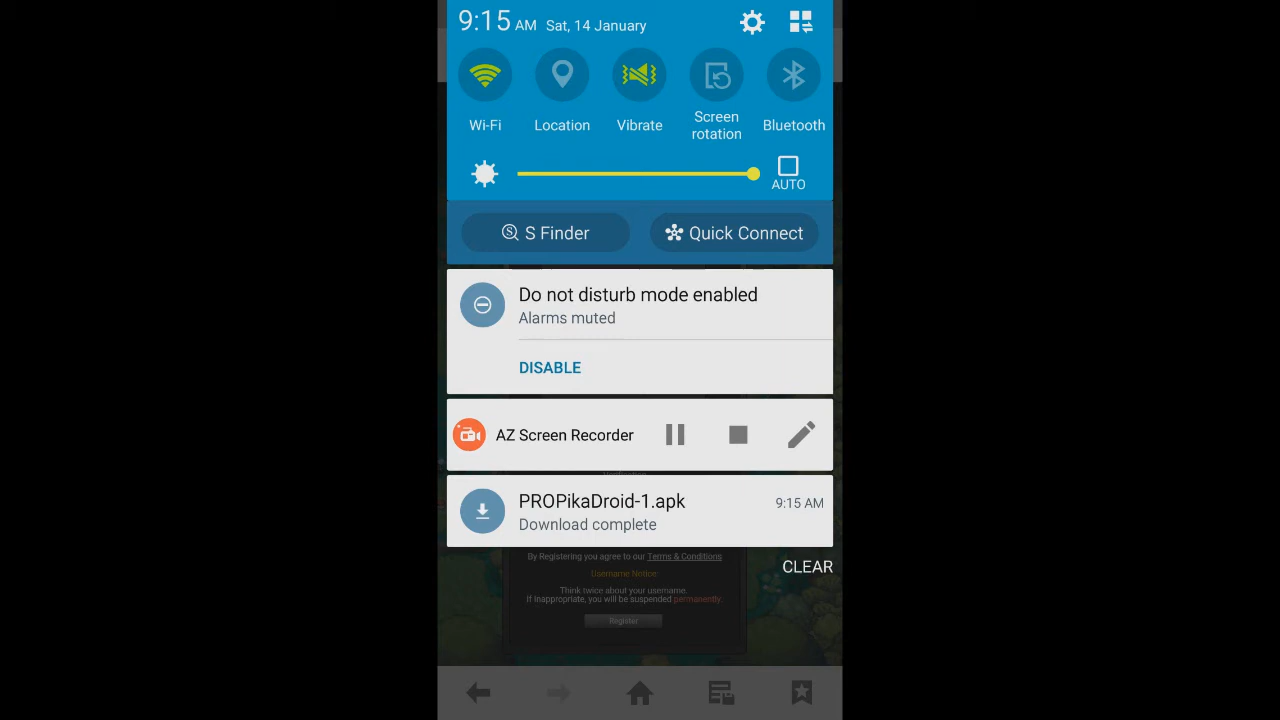 9:15 AM Sat, 14 January
Wi-Fi
Location
Vibrate
Screen
rotation
Bluetooth
AUTO
S Finder
Quick Connect
Do not disturb mode enabled
Alarms muted
DISABLE
AZ Screen Recorder
PROPikaDroid-1.apk
9:15 AM
Download complete
By Registering you agree to our Terms & Conditions
CLEAR
Username Notice
Think twice about your username.
If inappropriate, you will be suspended permanently.
Register